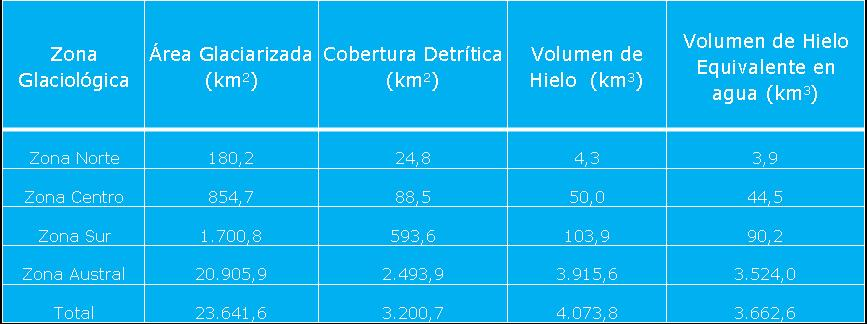 Zona Glaciológica | Área Glaciarizada (km²) | Cobertura Detrítica (km²) | Volumen de Hielo (km³) | Volumen de Hielo Equivalente en agua (km³)
Zona Norte | 180,2 | 24,8 | 4,3 | 3,9
Zona Centro | 854,7 | 88,5 | 50,0 | 44,5
Zona Sur | 1.700,8 | 593,6 | 103,9 | 90,2
Zona Austral | 20.905,9 | 2.493,9 | 3.915,6 | 3.524,0
Total | 23.641,6 | 3.200,7 | 4.073,8 | 3.662,6